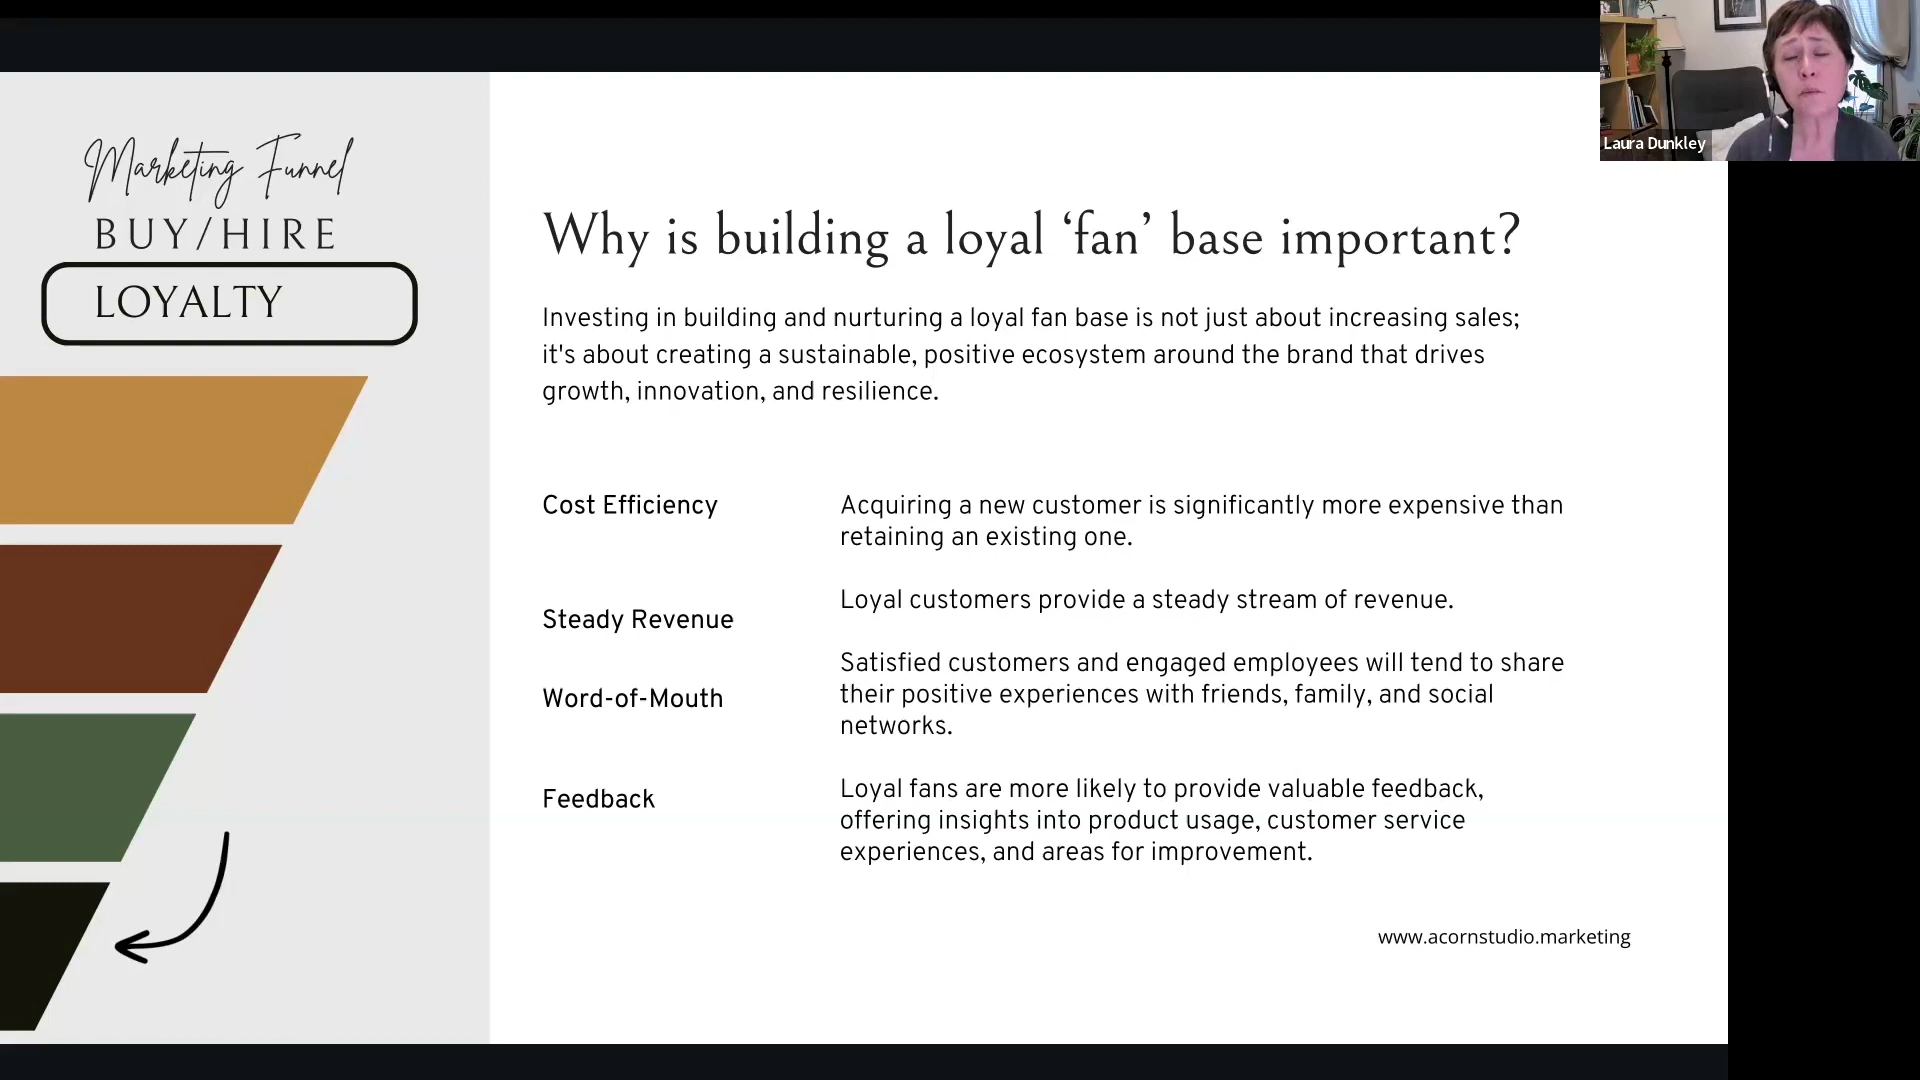 Laura Dunkley
Marketing Funnel
BUY/HIRE
LOYALTY
Why is building a loyal ‘fan’ base important?
Investing in building and nurturing a loyal fan base is not just about increasing sales;
it's about creating a sustainable, positive ecosystem around the brand that drives
growth, innovation, and resilience.
Cost Efficiency
Acquiring a new customer is significantly more expensive than
retaining an existing one.
Steady Revenue
Loyal customers provide a steady stream of revenue.
Word-of-Mouth
Satisfied customers and engaged employees will tend to share
their positive experiences with friends, family, and social
networks.
Feedback
Loyal fans are more likely to provide valuable feedback,
offering insights into product usage, customer service
experiences, and areas for improvement.
www.acornstudio.marketing